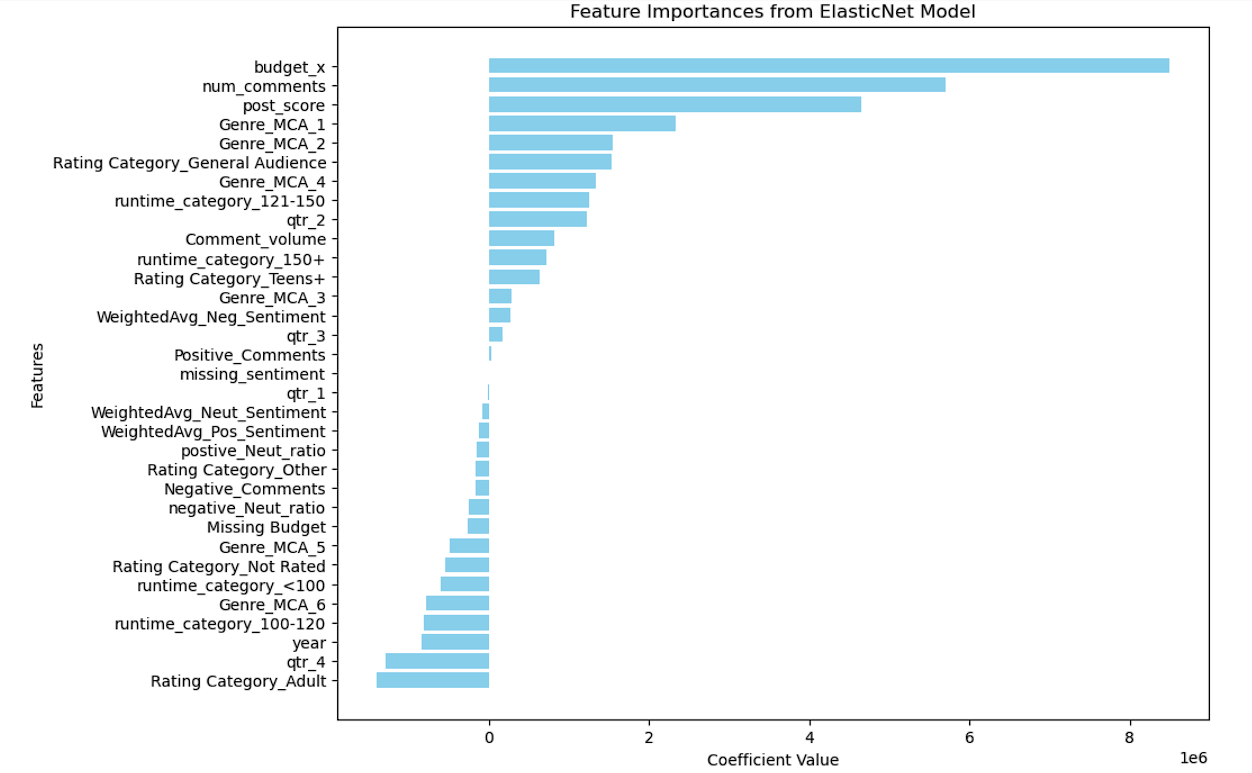 Feature Importances from ElasticNet Model
budget_x
num_comments
post_score
Genre_MCA_1
Genre_MCA_2
Rating Category_General Audience
Genre_MCA_4
runtime_category_121-150
qtr_2
Comment_volume
runtime_category_150+
Rating Category_Teens+
Genre_MCA_3
WeightedAvg_Neg_Sentiment
qtr_3
Positive_Comments
missing_sentiment
qtr_1
WeightedAvg_Neut_Sentiment
WeightedAvg_Pos_Sentiment
postive_Neut_ratio
Rating Category_Other
Negative_Comments
negative_Neut_ratio
Missing Budget
Genre_MCA_5
Rating Category_Not Rated
runtime_category_<100
Genre_MCA_6
runtime_category_100-120
year
qtr_4
Rating Category_Adult
Features
0 2 4 6 8
1e6
Coefficient Value